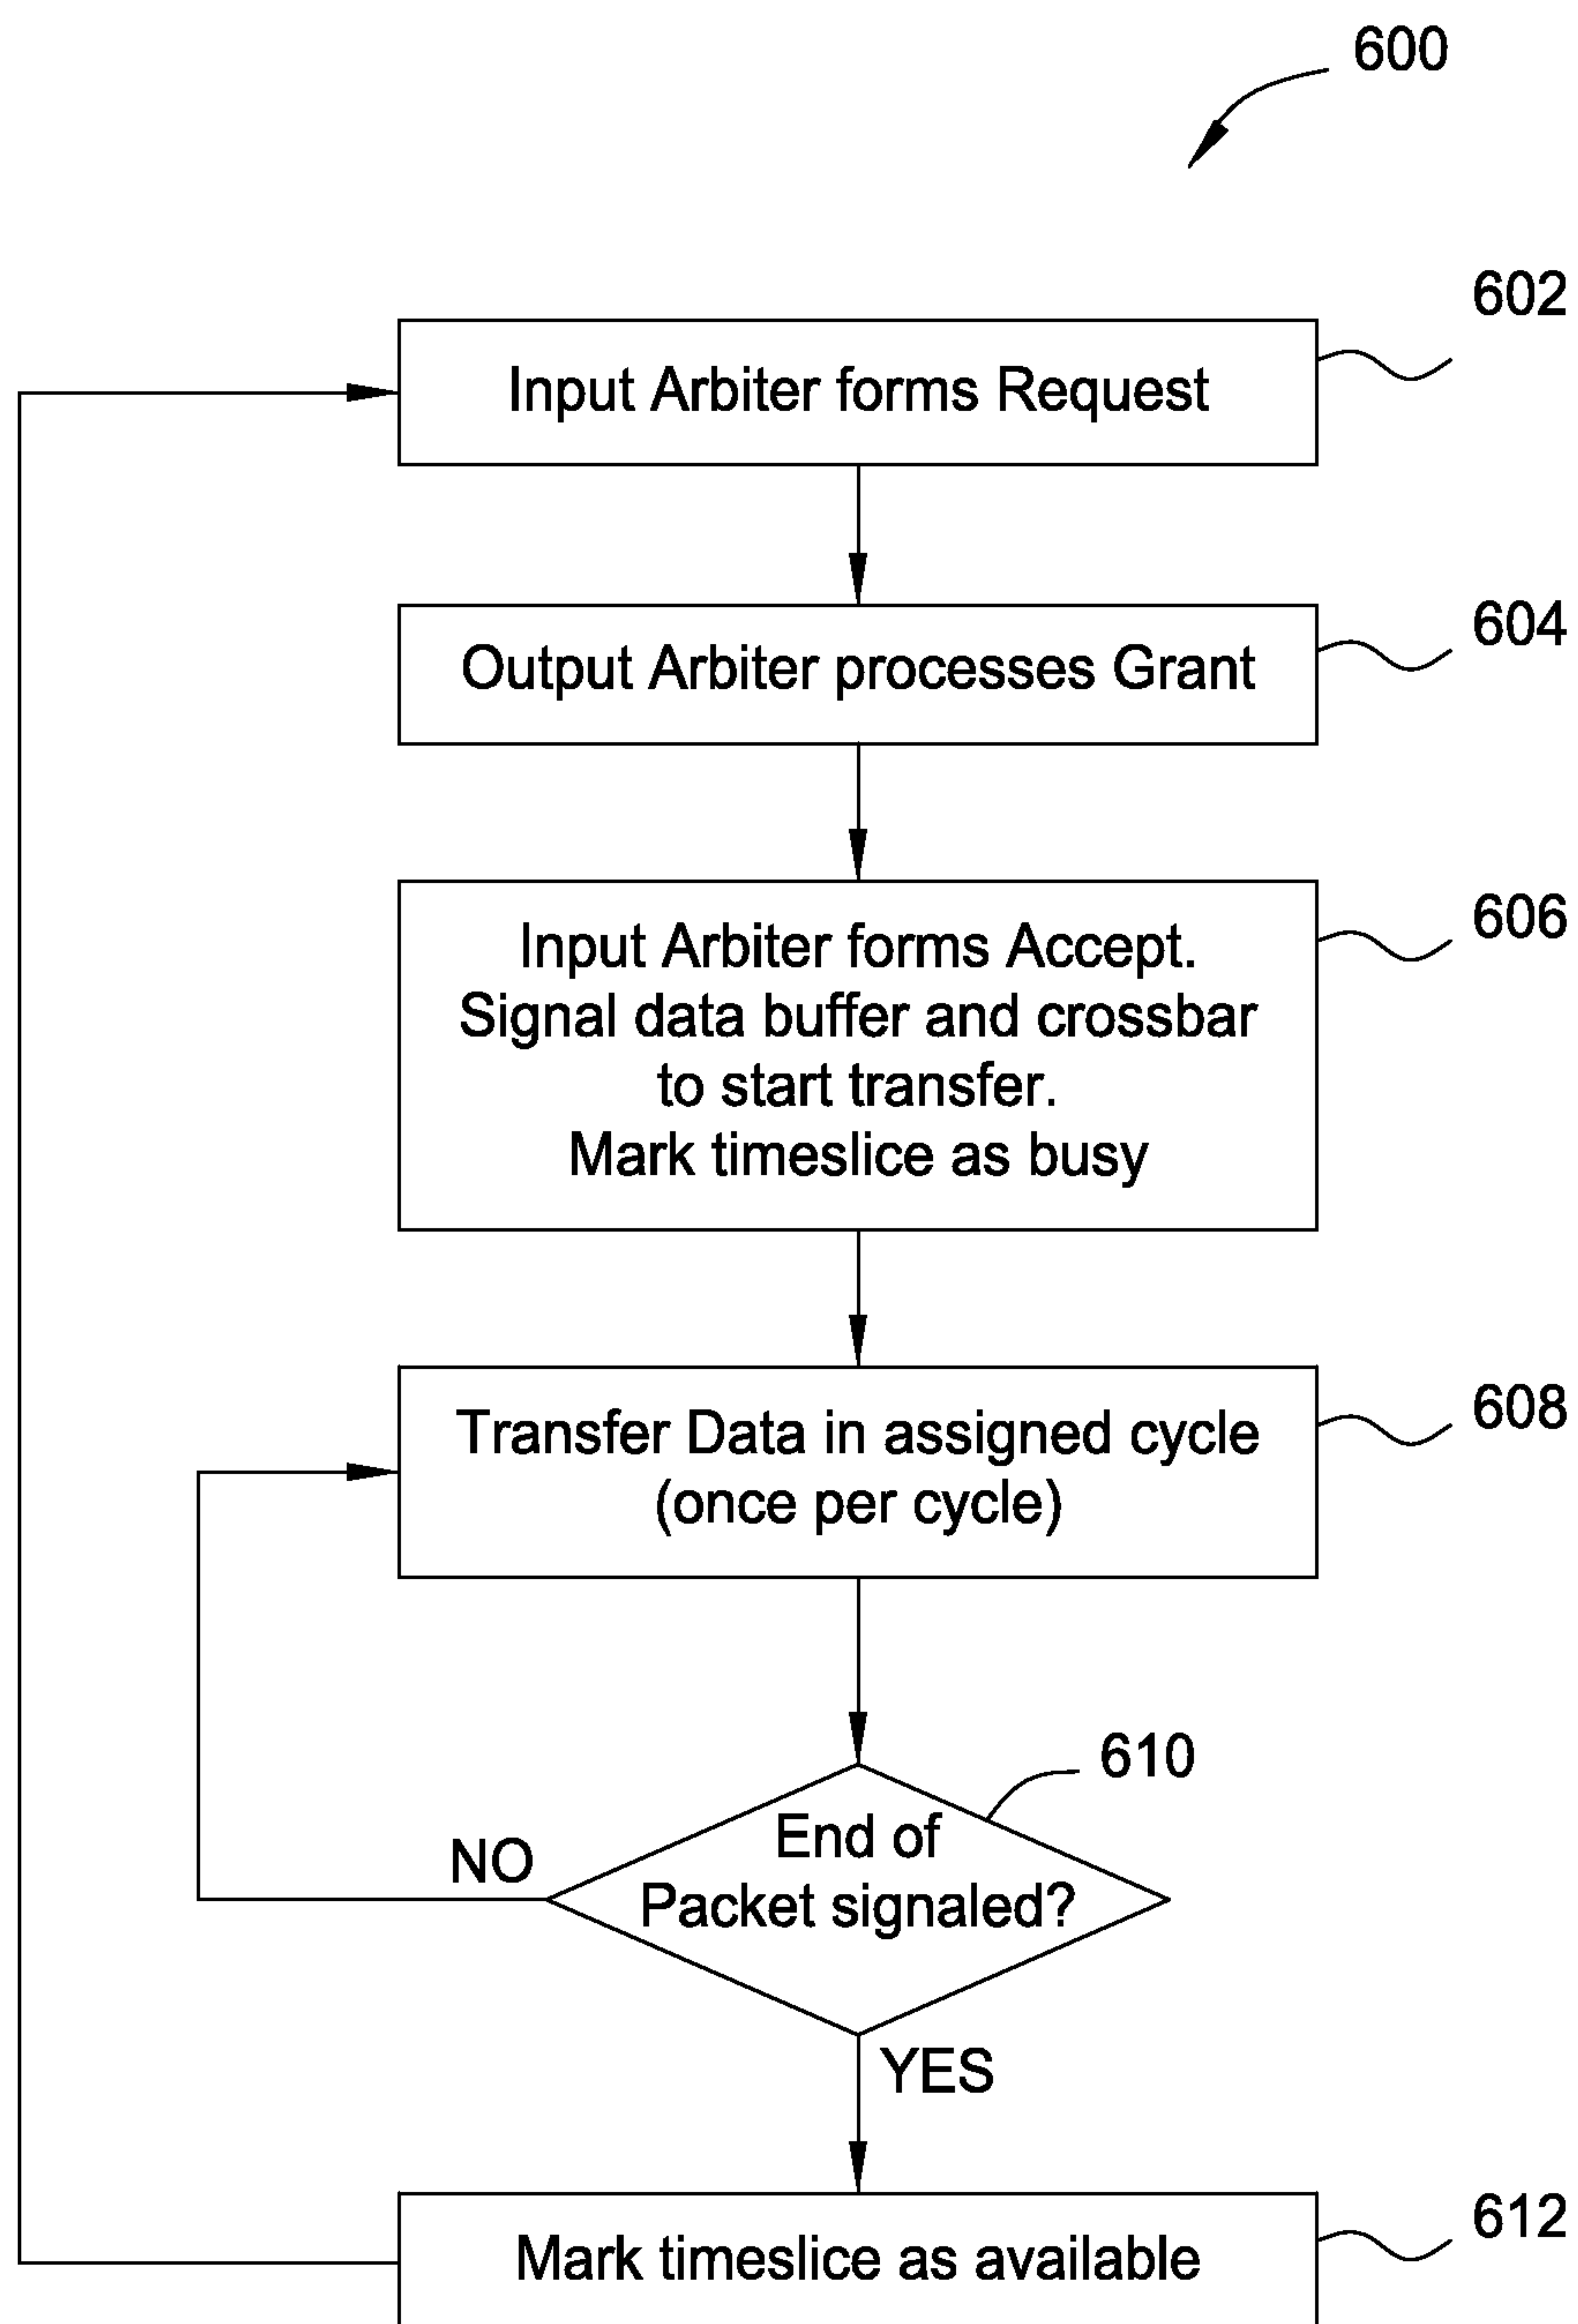 600
602
Input Arbiter forms Request
604
Output Arbiter processes Grant
606
Input Arbiter forms Accept.
Signal data buffer and crossbar
to start transfer.
Mark timeslice as busy
608
Transfer Data in assigned cycle
(once per cycle)
610
End of
NO
Packet signaled?
YES
612
Mark timeslice as available